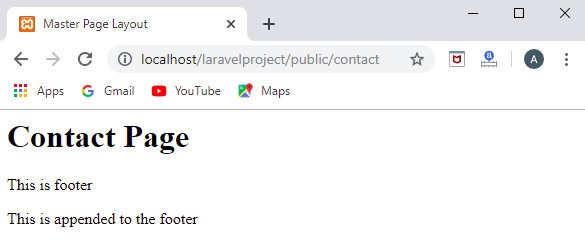 Master Page Layout
localhost/laravelproject/public/contact
A
Apps Gmail YouTube Maps
Contact Page
This is footer
This is appended to the footer